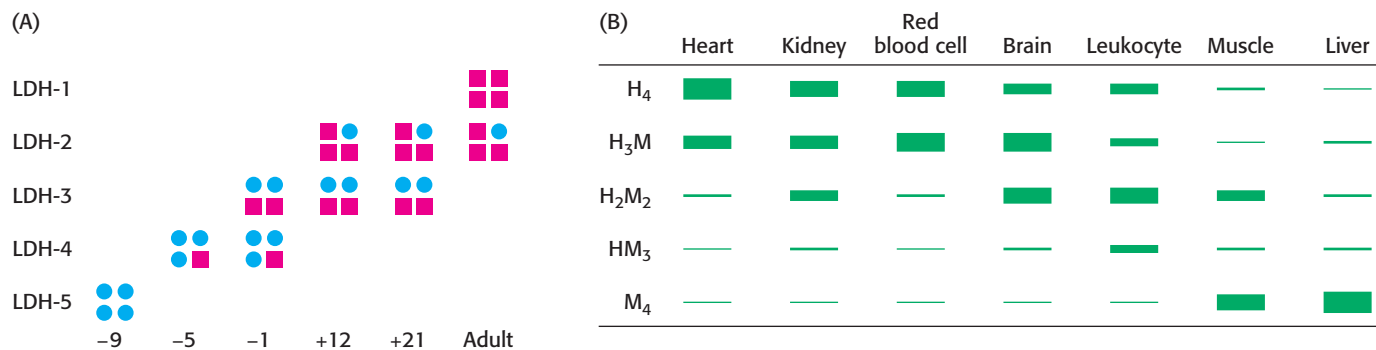 (A)
LDH-1
LDH-2
LDH-3
LDH-4
LDH-5
–9 –5 –1 +12 +21 Adult
(B)
Heart Kidney Red blood cell Brain Leukocyte Muscle Liver
H₄
H₃M
H₂M₂
HM₃
M₄